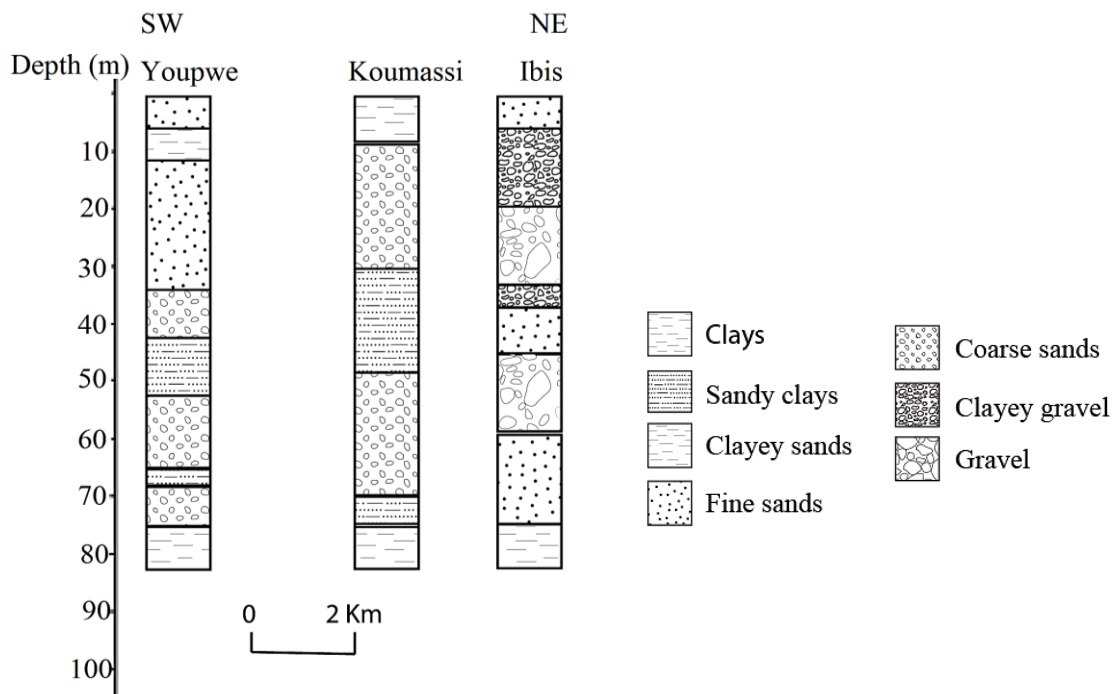 SW NE
Depth (m) Youpwe Koumassi Ibis
10
20
30
40
50
60
70
80
90
100
0 2 Km
Clays
Sandy clays
Clayey sands
Fine sands
Coarse sands
Clayey gravel
Gravel